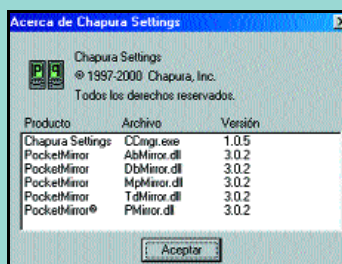 Acerca de Chapura Settings
Chapura Settings
© 1997-2000 Chapura, Inc.
Todos los derechos reservados.
Producto Archivo Versión
Chapura Settings CCmgr.exe 1.0.5
PocketMirror AbMirror.dll 3.0.2
PocketMirror DbMirror.dll 3.0.2
PocketMirror MpMirror.dll 3.0.2
PocketMirror TdMirror.dll 3.0.2
PocketMirror® PMirror.dll 3.0.2
Aceptar